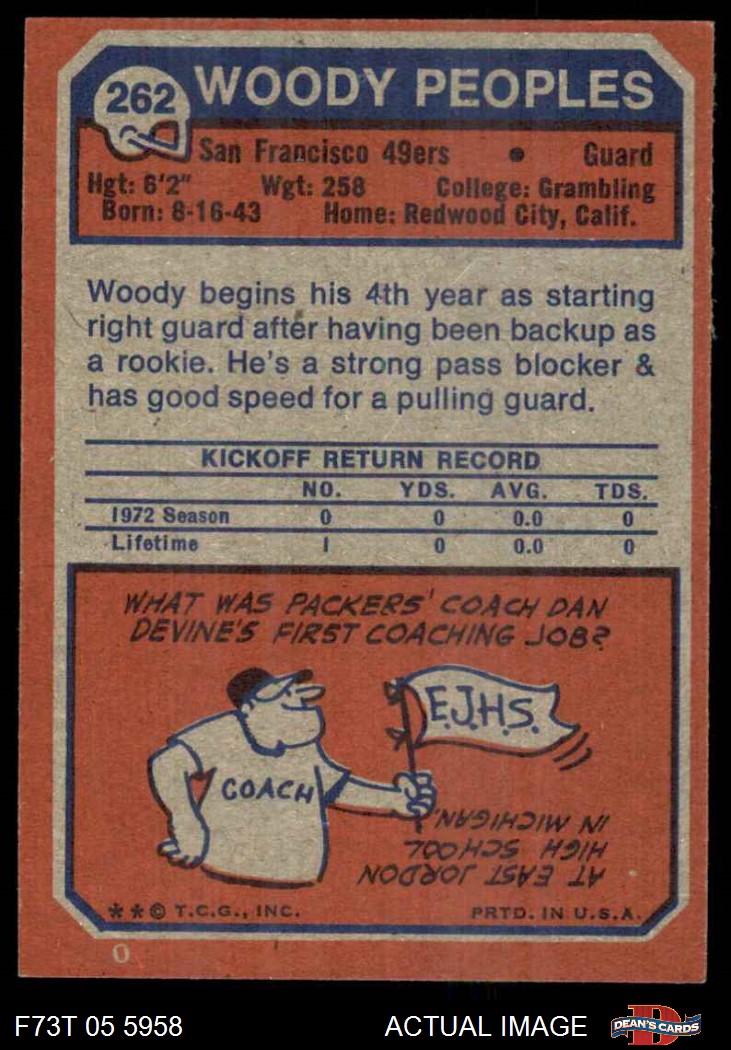 262
WOODY PEOPLES
San Francisco 49ers • Guard
Hgt: 6'2" Wgt: 258 College: Grambling
Born: 8-16-43 Home: Redwood City, Calif.
Woody begins his 4th year as starting
right guard after having been backup as
a rookie. He's a strong pass blocker &
has good speed for a pulling guard.
KICKOFF RETURN RECORD
NO. YDS. AVG. TDS.
1972 Season 0 0 0.0 0
Lifetime 1 0 0.0 0
WHAT WAS PACKERS' COACH DAN
DEVINE'S FIRST COACHING JOB?
E.J.H.S.
COACH
AT EAST JORDON
HIGH SCHOOL
IN MICHIGAN.
**© T.C.G., INC. PRTD. IN U.S.A.
0
F73T 05 5958 ACTUAL IMAGE
D
DEAN'S CARDS